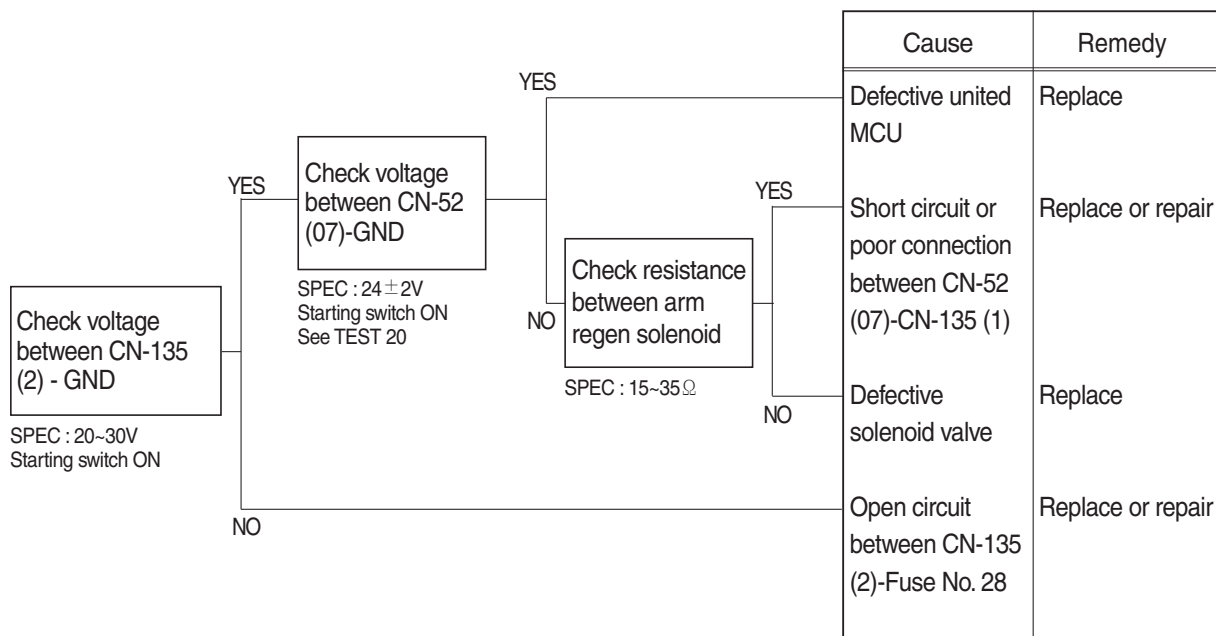 Cause
Remedy
YES
Defective united
MCU
Replace
YES
Check voltage
between CN-52
(07)-GND
SPEC : 24±2V
Starting switch ON
See TEST 20
YES
Short circuit or
poor connection
between CN-52
(07)-CN-135 (1)
Replace or repair
NO
Check resistance
between arm
regen solenoid
SPEC : 15~35Ω
Check voltage
between CN-135
(2) - GND
SPEC : 20~30V
Starting switch ON
NO
Defective
solenoid valve
Replace
NO
Open circuit
between CN-135
(2)-Fuse No. 28
Replace or repair